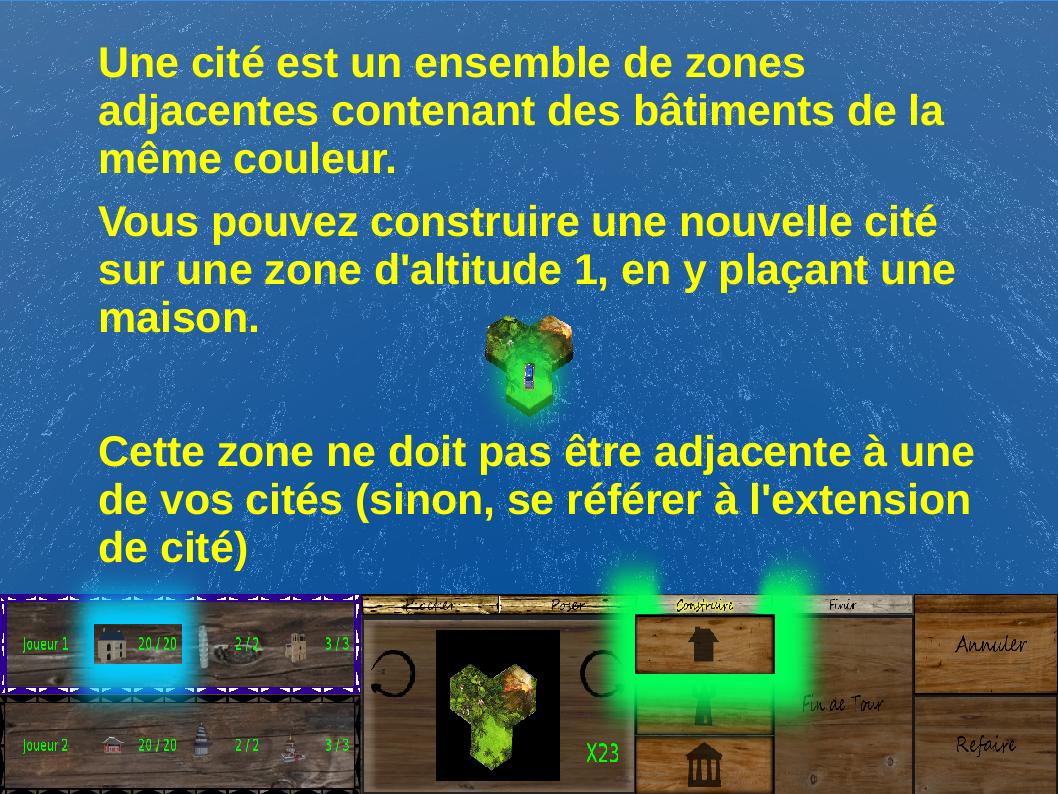 Une cité est un ensemble de zones
adjacentes contenant des bâtiments de la
même couleur.
Vous pouvez construire une nouvelle cité
sur une zone d'altitude 1, en y plaçant une
maison.
Cette zone ne doit pas être adjacente à une
de vos cités (sinon, se référer à l'extension
de cité)
Piocher Poser Construire Finir
Joueur 1 20/20 2/2 3/3
Annuler
Fin de Tour
Joueur 2 20/20 2/2 3/3
X23
Refaire